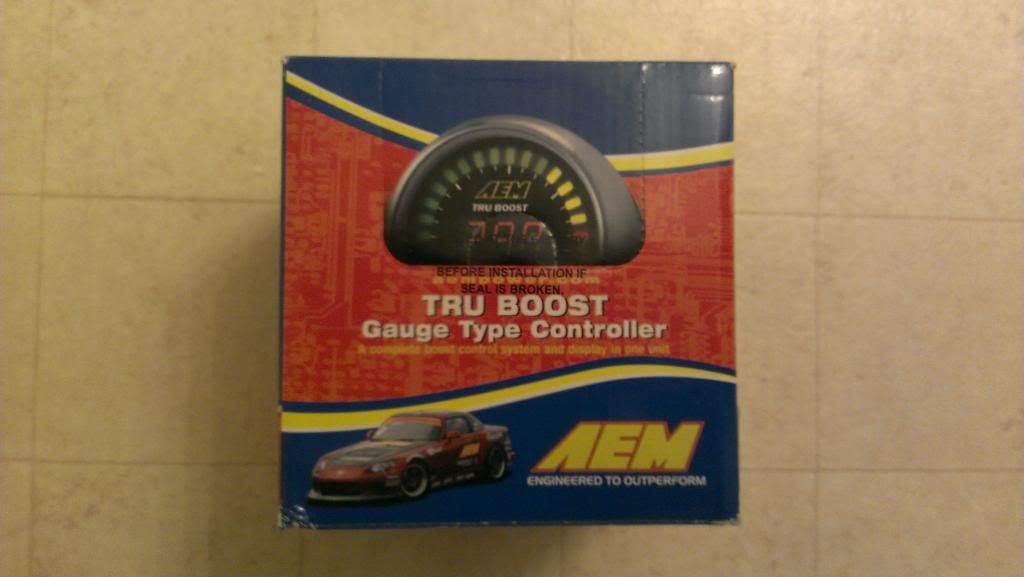 AEM
TRU BOOST
BEFORE INSTALLATION IF
SEAL IS BROKEN.
TRU BOOST
Gauge Type Controller
A complete boost control system and display in one unit
AEM
ENGINEERED TO OUTPERFORM